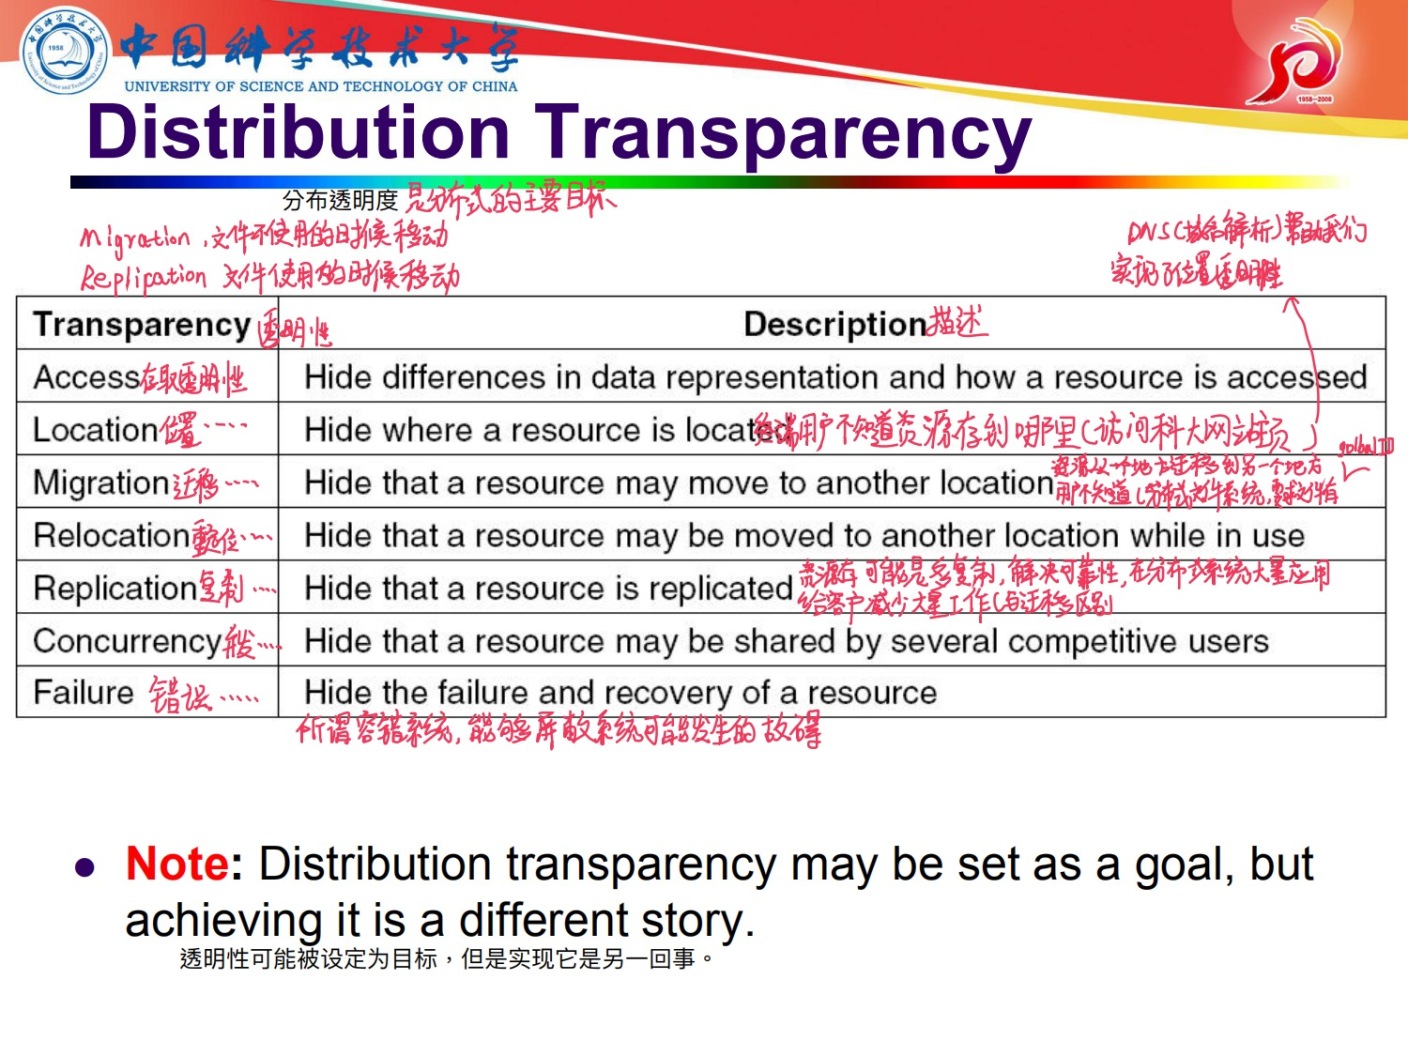 中国科学技术大学
UNIVERSITY OF SCIENCE AND TECHNOLOGY OF CHINA
1958
1958—2008
Distribution Transparency
分布透明度 是分布式的主要目标
Migration, 文件不使用的时候移动
Replipation 文件使用的时候移动
DNS(域名解析)帮助我们
实现了位置透明性
Transparency 透明性
Description 描述
Access 存取透明性
Hide differences in data representation and how a resource is accessed
Location 位置……
Hide where a resource is located 终端用户不知道资源存到哪里(访问科大网站主页)
Migration 迁移……
Hide that a resource may move to another location 资源从一个地方迁移到另一个地方
用户不知道(分布式文件系统,
Relocation 重定位……
Hide that a resource may be moved to another location while in use
Replication 复制……
Hide that a resource is replicated 资源有可能是多复制,解决可靠性,在分布式系统大量应用
给客户减少大量工作(与迁移区别
Concurrency 并发……
Hide that a resource may be shared by several competitive users
Failure 错误……
Hide the failure and recovery of a resource
所谓容错系统,能够屏蔽系统可能发生的故障
● Note: Distribution transparency may be set as a goal, but
achieving it is a different story.
透明性可能被设定为目标,但是实现它是另一回事。